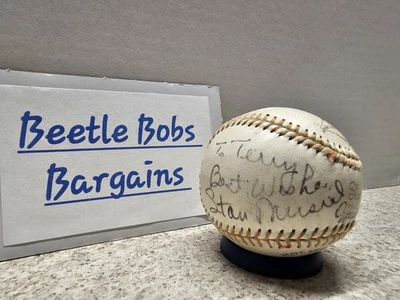 Beetle Bobs
Bargains
To Terry
Best Wishes
Stan Musial